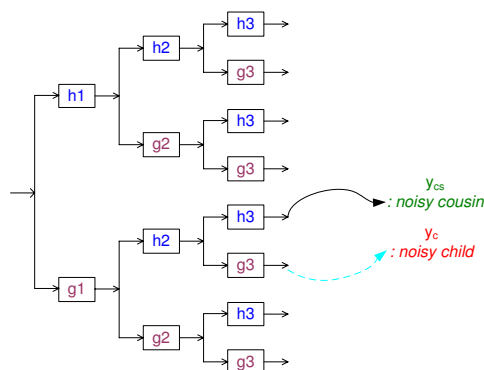 h3
h2
g3
h1
h3
g2
g3
y_cs
: noisy cousin
h3
y_c
h2
: noisy child
g3
g1
h3
g2
g3